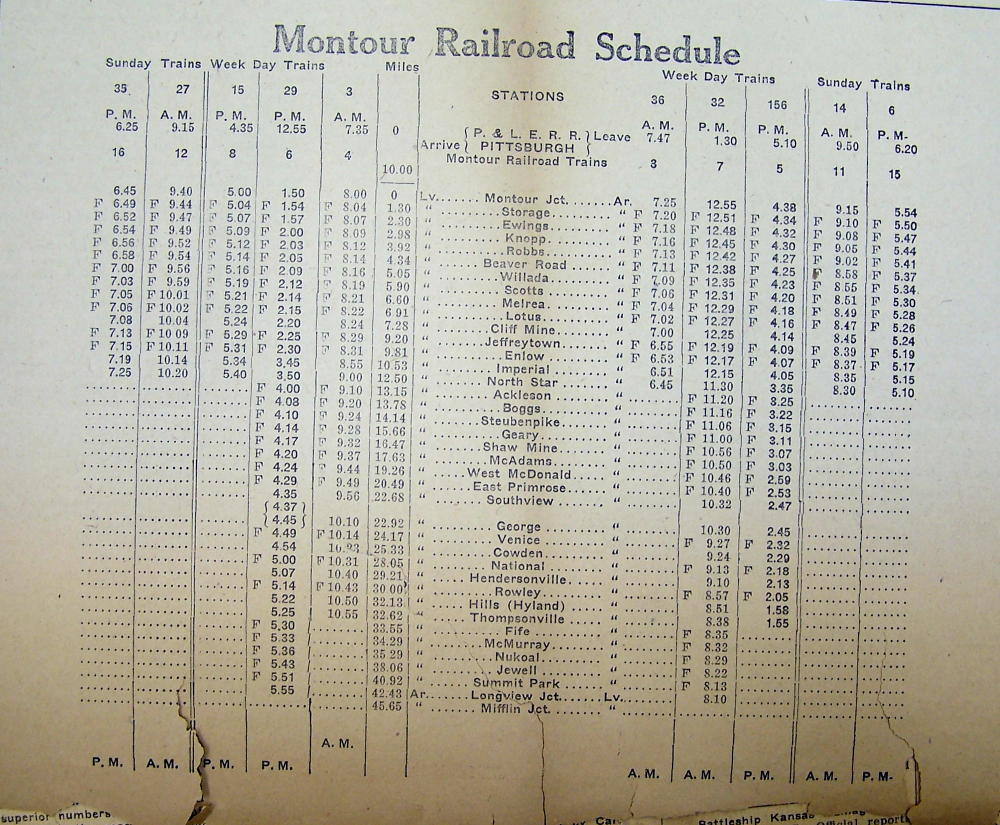 Montour Railroad Schedule
Sunday Trains Week Day Trains Miles STATIONS Week Day Trains Sunday Trains
35 27 15 29 3 36 32 156 14 6
P. M. A. M. P. M. P. M. A. M. A. M. P. M. P. M. A. M. P. M-
6.25 9.15 4.35 12.55 7.35 0 Arrive { P. & L. E. R. R. PITTSBURGH } Leave 7.47 1.30 5.10 9.50 6.20
16 12 8 6 4 10.00 Montour Railroad Trains 3 7 5 11 15
6.45 9.40 5.00 1.50 8.00 0 Lv. Montour Jct. Ar. 7.25 12.55 4.38 9.15 5.54
F 6.49 F 9.44 F 5.04 F 1.54 F 8.04 1.30 " Storage " F 7.20 F 12.51 F 4.34 F 9.10 F 5.50
F 6.52 F 9.47 F 5.07 F 1.57 F 8.07 2.30 " Ewings " F 7.18 F 12.48 F 4.32 F 9.08 F 5.47
F 6.54 F 9.49 F 5.09 F 2.00 F 8.09 2.98 " Knopp " F 7.16 F 12.45 F 4.30 F 9.05 F 5.44
F 6.56 F 9.52 F 5.12 F 2.03 F 8.12 3.92 " Robbs " F 7.13 F 12.42 F 4.27 F 9.02 F 5.41
F 6.58 F 9.54 F 5.14 F 2.05 F 8.14 4.34 " Beaver Road " F 7.11 F 12.38 F 4.25 F 8.58 F 5.37
F 7.00 F 9.56 F 5.16 F 2.09 F 8.16 5.05 " Willada " F 7.09 F 12.35 F 4.23 F 8.55 F 5.34
F 7.03 F 9.59 F 5.19 F 2.12 F 8.19 5.90 " Scotts " F 7.06 F 12.31 F 4.20 F 8.51 F 5.30
F 7.05 F 10.01 F 5.21 F 2.14 F 8.21 6.60 " Melrea " F 7.04 F 12.29 F 4.18 F 8.49 F 5.28
F 7.06 F 10.02 F 5.22 F 2.15 F 8.22 6.91 " Lotus " F 7.02 F 12.27 F 4.16 F 8.47 F 5.26
7.08 10.04 5.24 2.20 8.24 7.28 " Cliff Mine " 7.00 12.25 4.14 8.45 5.24
F 7.13 F 10.09 F 5.29 F 2.25 F 8.29 9.20 " Jeffreytown " F 6.55 F 12.19 F 4.09 F 8.39 F 5.19
F 7.15 F 10.11 F 5.31 F 2.30 F 8.31 9.81 " Enlow " F 6.53 F 12.17 F 4.07 F 8.37 F 5.17
7.19 10.14 5.34 3.45 8.55 10.53 " Imperial " 6.51 12.15 4.05 8.35 5.15
7.25 10.20 5.40 3.50 9.00 12.50 " North Star " 6.45 11.30 3.35 8.30 5.10
F 4.00 F 9.10 13.15 " Ackleson " F 11.20 F 3.25
F 4.08 F 9.20 13.78 " Boggs " F 11.16 F 3.22
F 4.10 F 9.24 14.14 " Steubenpike " F 11.06 F 3.15
F 4.14 F 9.28 15.66 " Geary " F 11.00 F 3.11
F 4.17 F 9.32 16.47 " Shaw Mine " F 10.56 F 3.07
F 4.20 F 9.37 17.63 " McAdams " F 10.50 F 3.03
F 4.24 F 9.44 19.26 " West McDonald " F 10.46 F 2.59
F 4.29 F 9.49 20.49 " East Primrose " F 10.40 F 2.53
4.35 9.56 22.68 " Southview " 10.32 2.47
{ 4.37
4.45 } 10.10 22.92 " George " 10.30 2.45
F 4.49 F 10.14 24.17 " Venice " F 9.27 F 2.32
4.54 10.23 25.33 " Cowden " 9.24 2.29
F 5.00 F 10.31 28.05 " National " F 9.13 F 2.18
5.07 10.40 29.21 " Hendersonville " 9.10 2.13
F 5.14 F 10.43 30.00 " Rowley " F 8.57 F 2.05
5.22 10.50 32.13 " Hills (Hyland) " 8.51 1.58
5.25 10.55 32.62 " Thompsonville " 8.38 1.55
F 5.30 33.55 " Fife " F 8.35
F 5.33 34.29 " McMurray " F 8.32
F 5.36 35.29 " Nukoal " F 8.29
F 5.43 38.06 " Jewell " F 8.22
F 5.51 40.92 " Summit Park " F 8.13
5.55 42.43 Ar. Longview Jct. Lv. 8.10
45.65 " Mifflin Jct. "
P. M. A. M. P. M. P. M. A. M. A. M. P. M. P. M. A. M. P. M-
superior numbers Car Battleship Kansas
Official report